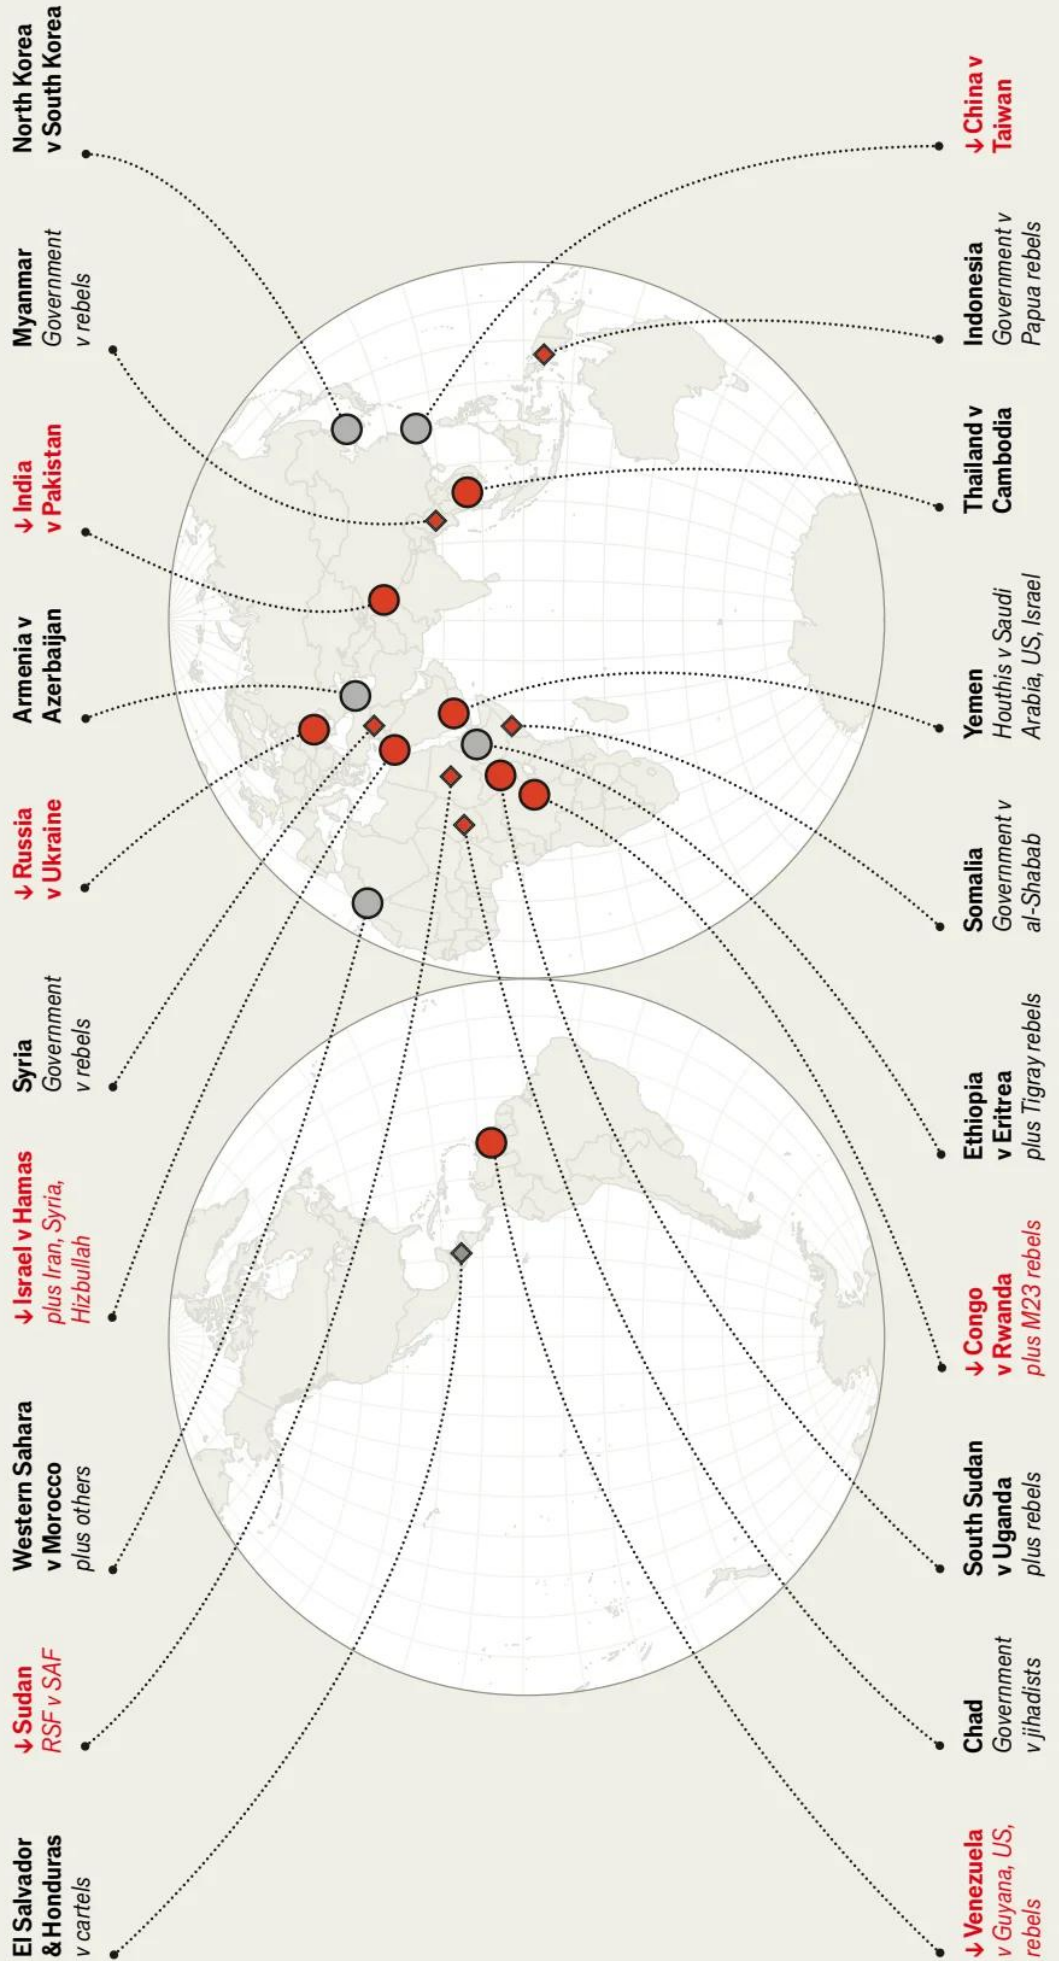 El Salvador
& Honduras
v cartels
↓ Sudan
RSF v SAF
Western Sahara
v Morocco
plus others
↓ Israel v Hamas
plus Iran, Syria,
Hizbullah
Syria
Government
v rebels
↓ Russia
v Ukraine
Armenia v
Azerbaijan
↓ India
v Pakistan
Myanmar
Government
v rebels
North Korea
v South Korea
↓ Venezuela
v Guyana, US,
rebels
Chad
Government
v jihadists
South Sudan
v Uganda
plus rebels
↓ Congo
v Rwanda
plus M23 rebels
Ethiopia
v Eritrea
plus Tigray rebels
Somalia
Government v
al-Shabab
Yemen
Houthis v Saudi
Arabia, US, Israel
Thailand v
Cambodia
Indonesia
Government v
Papua rebels
↓ China v
Taiwan